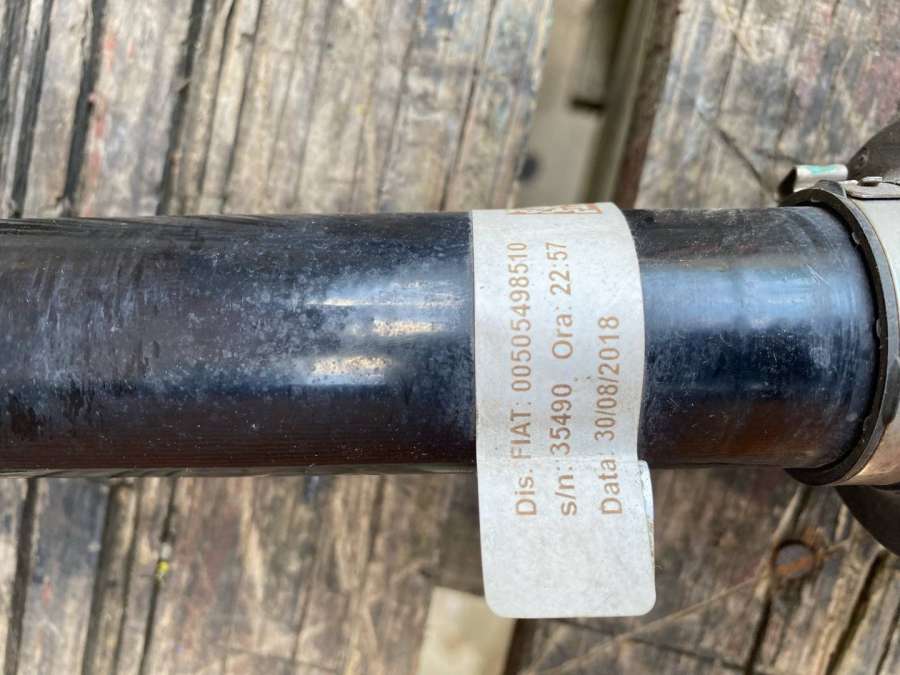 Dis. FIAT: 00505498510
s/n: 35490 Ora: 22:57
Data: 30/08/2018